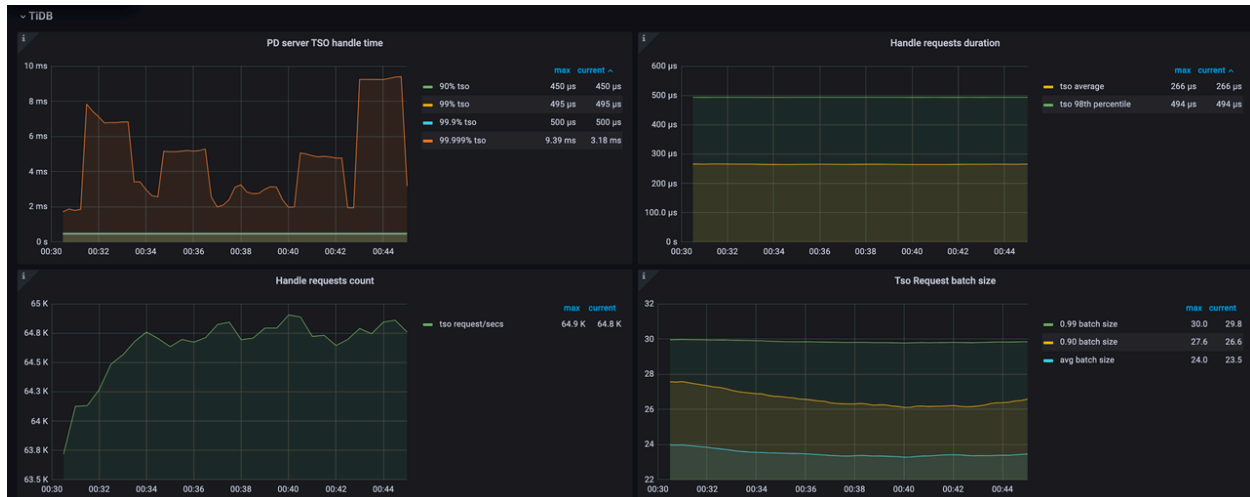 TiDB
PD server TSO handle time
10 ms
8 ms
6 ms
4 ms
2 ms
0 s
00:30 00:32 00:34 00:36 00:38 00:40 00:42 00:44
max current
90% tso 450 µs 450 µs
99% tso 495 µs 495 µs
99.9% tso 500 µs 500 µs
99.999% tso 9.39 ms 3.18 ms
Handle requests duration
600 µs
500 µs
400 µs
300 µs
200 µs
100.0 µs
0 s
00:30 00:32 00:34 00:36 00:38 00:40 00:42 00:44
max current
tso average 266 µs 266 µs
tso 98th percentile 494 µs 494 µs
Handle requests count
65 K
64.8 K
64.5 K
64.3 K
64 K
63.8 K
63.5 K
00:30 00:32 00:34 00:36 00:38 00:40 00:42 00:44
max current
tso request/secs 64.9 K 64.8 K
Tso Request batch size
32
30
28
26
24
22
00:30 00:32 00:34 00:36 00:38 00:40 00:42 00:44
max current
0.99 batch size 30.0 29.8
0.90 batch size 27.6 26.6
avg batch size 24.0 23.5